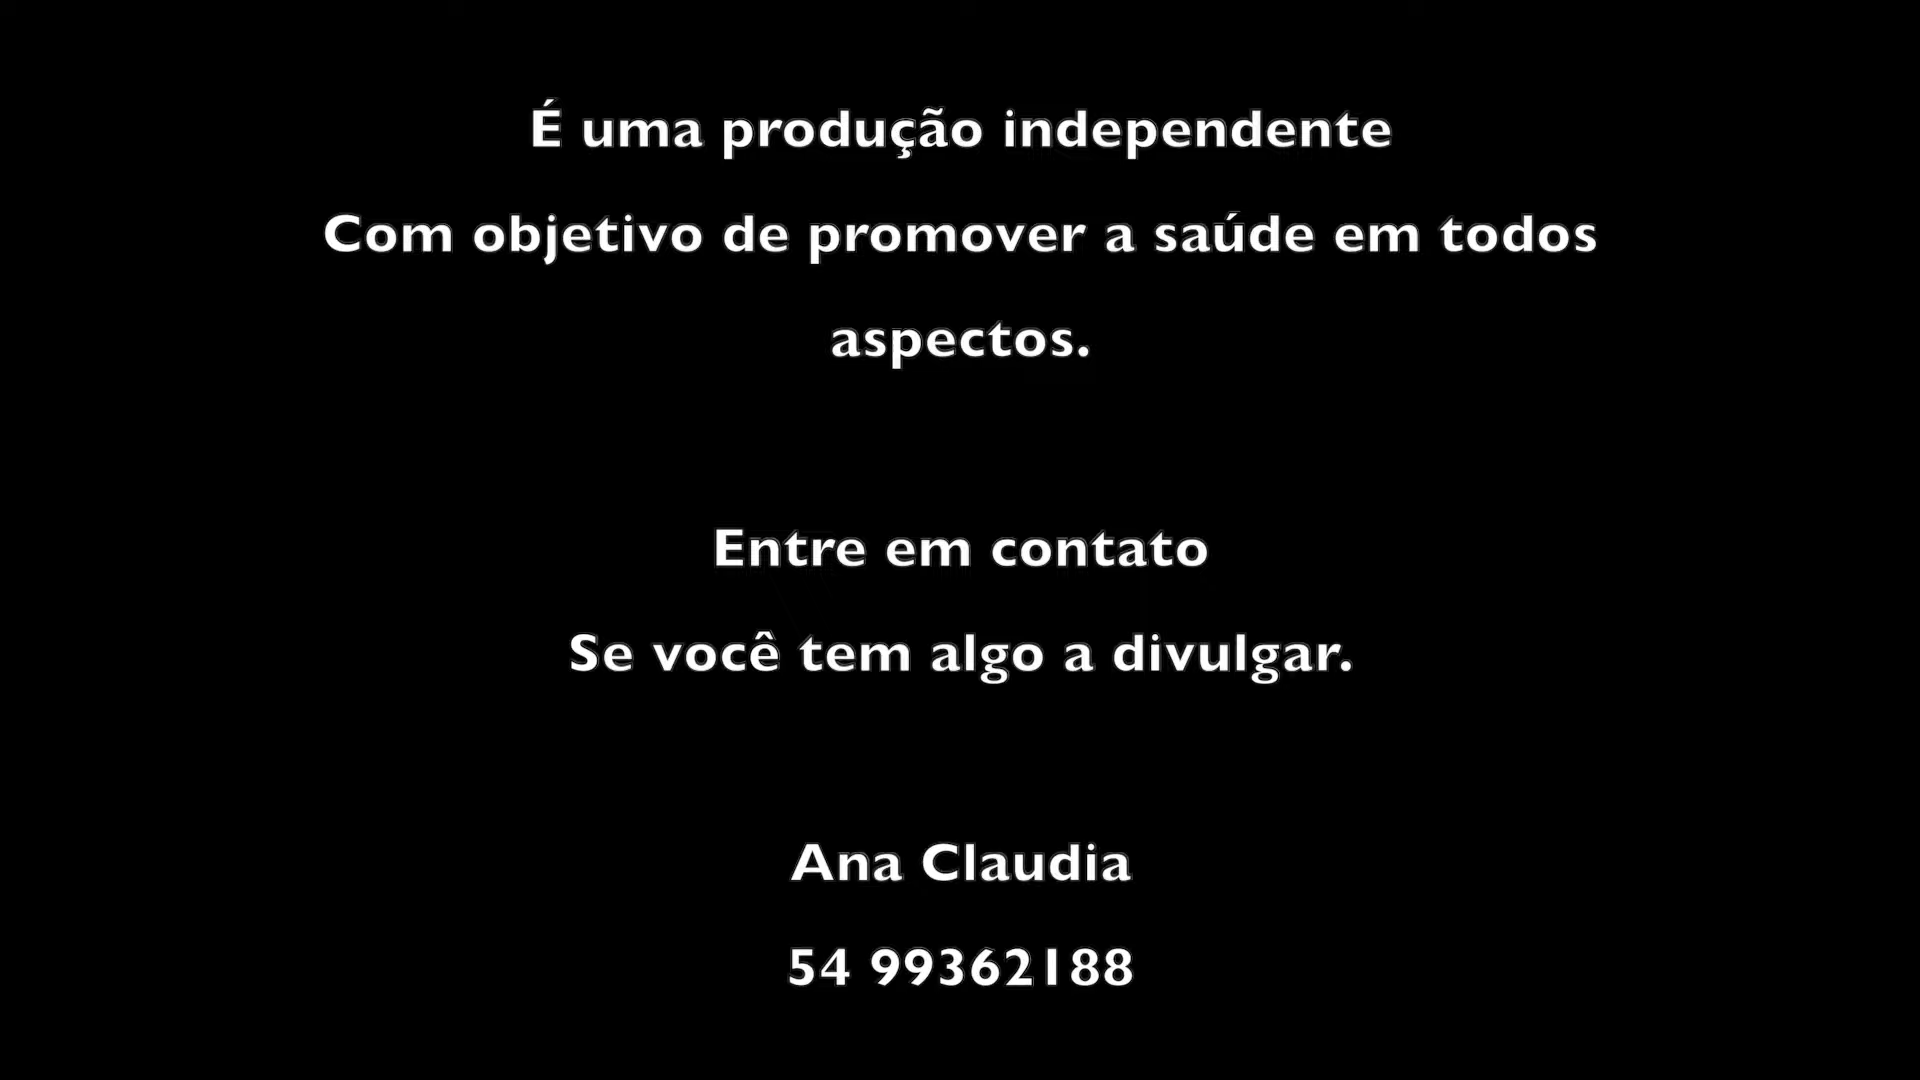 É uma produção independente
Com objetivo de promover a saúde em todos
aspectos.
Entre em contato
Se você tem algo a divulgar.
Ana Claudia
54 99362188